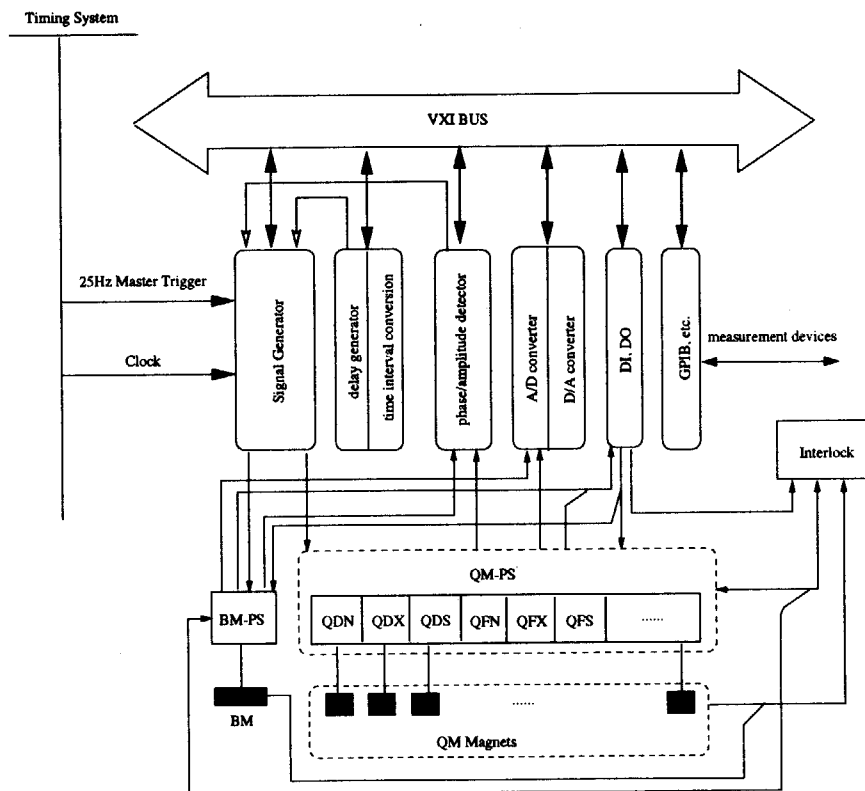 Timing System
VXI BUS
25Hz Master Trigger
Clock
Signal Generator
delay generator
time interval conversion
phase/amplitude detector
A/D converter
D/A converter
DI, DO
GPIB, etc.
measurement devices
Interlock
QM-PS
BM-PS
QDN QDX QDS QFN QFX QFS ......
BM
......
QM Magnets